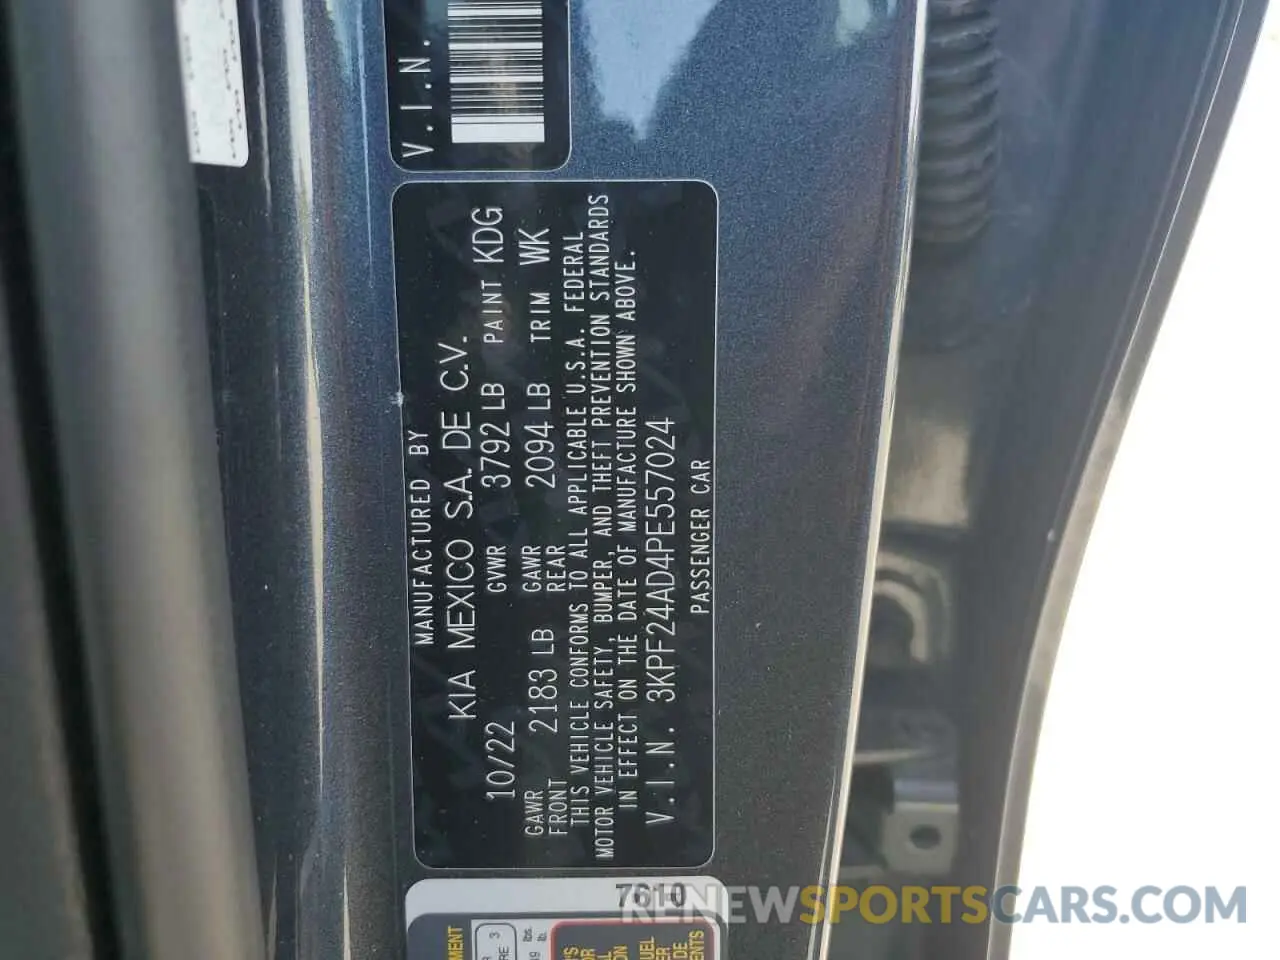 V.I.N.
MANUFACTURED BY
KIA MEXICO S.A. DE C.V.
10/22 GVWR 3792 LB PAINT KDG
GAWR FRONT 2183 LB GAWR REAR 2094 LB TRIM WK
THIS VEHICLE CONFORMS TO ALL APPLICABLE U.S.A. FEDERAL
MOTOR VEHICLE SAFETY, BUMPER, AND THEFT PREVENTION STANDARDS
IN EFFECT ON THE DATE OF MANUFACTURE SHOWN ABOVE.
V.I.N. 3KPF24AD4PE557024
PASSENGER CAR
7610
RENEWSPORTSCARS.COM